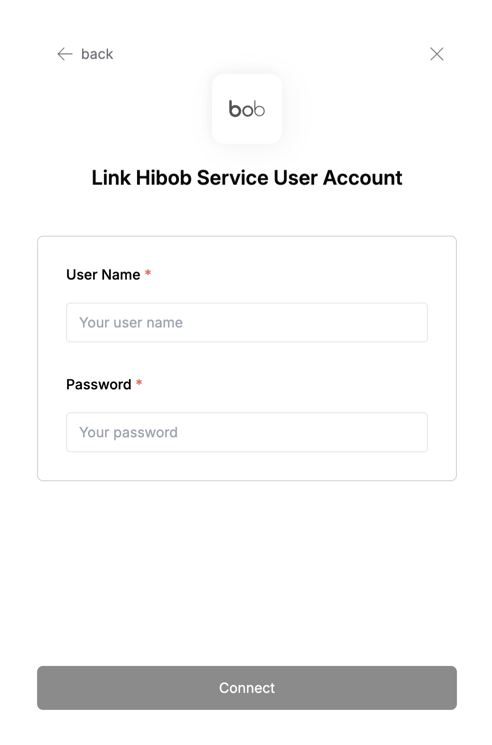 back
bob
Link Hibob Service User Account
User Name *
Your user name
Password *
Your password
Connect